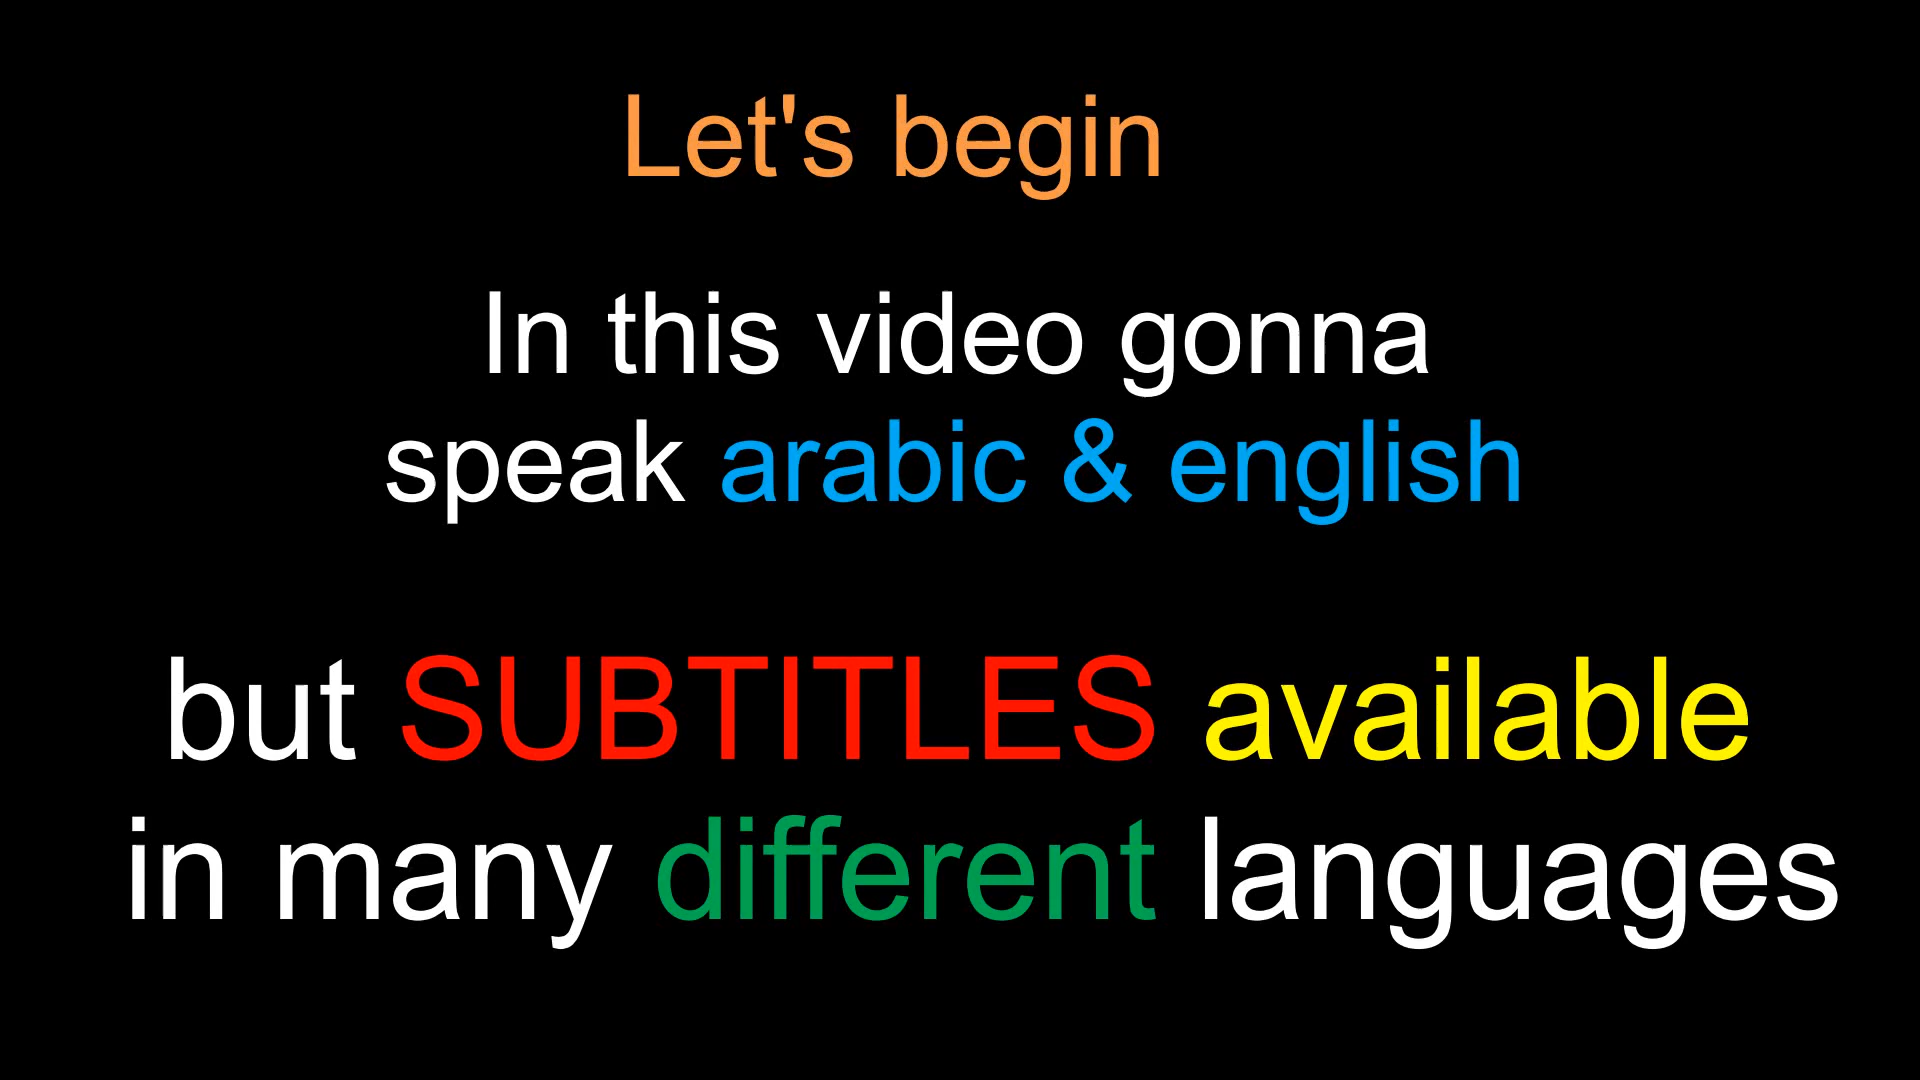 Let's begin
In this video gonna
speak arabic & english
but SUBTITLES available
in many different languages